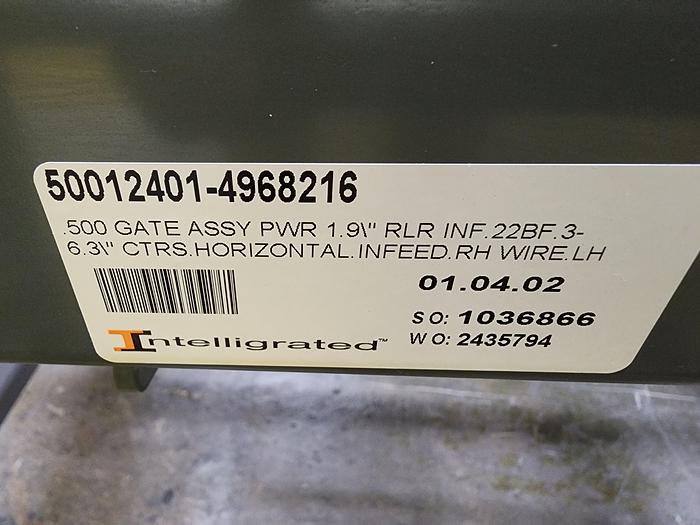 50012401-4968216
.500 GATE ASSY PWR 1.9\" RLR INF.22BF.3-
6.3\" CTRS.HORIZONTAL.INFEED.RH WIRE.LH
01.04.02
SO: 1036866
WO: 2435794
Intelligrated™